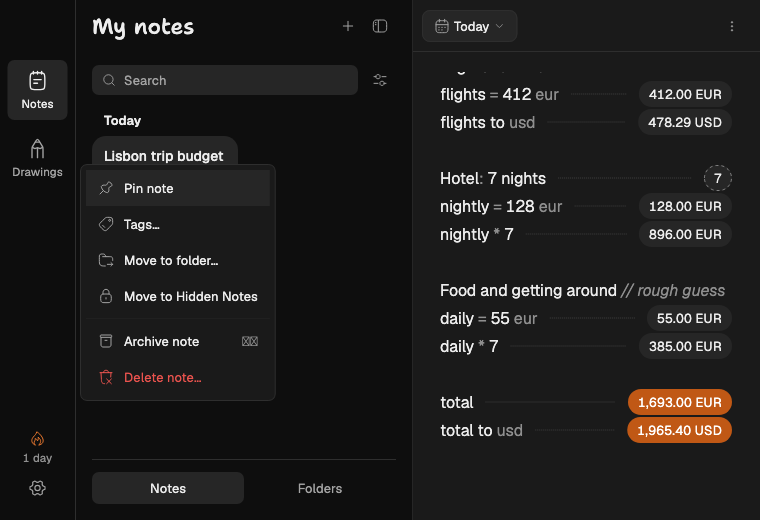 My notes
Search
Today
Lisbon trip budget
Pin note
Tags...
Move to folder...
Move to Hidden Notes
Archive note
Delete note...
Notes
Drawings
1 day
Notes
Folders
Today
flights = 412 eur 412.00 EUR
flights to usd 478.29 USD
Hotel: 7 nights 7
nightly = 128 eur 128.00 EUR
nightly * 7 896.00 EUR
Food and getting around // rough guess
daily = 55 eur 55.00 EUR
daily * 7 385.00 EUR
total 1,693.00 EUR
total to usd 1,965.40 USD